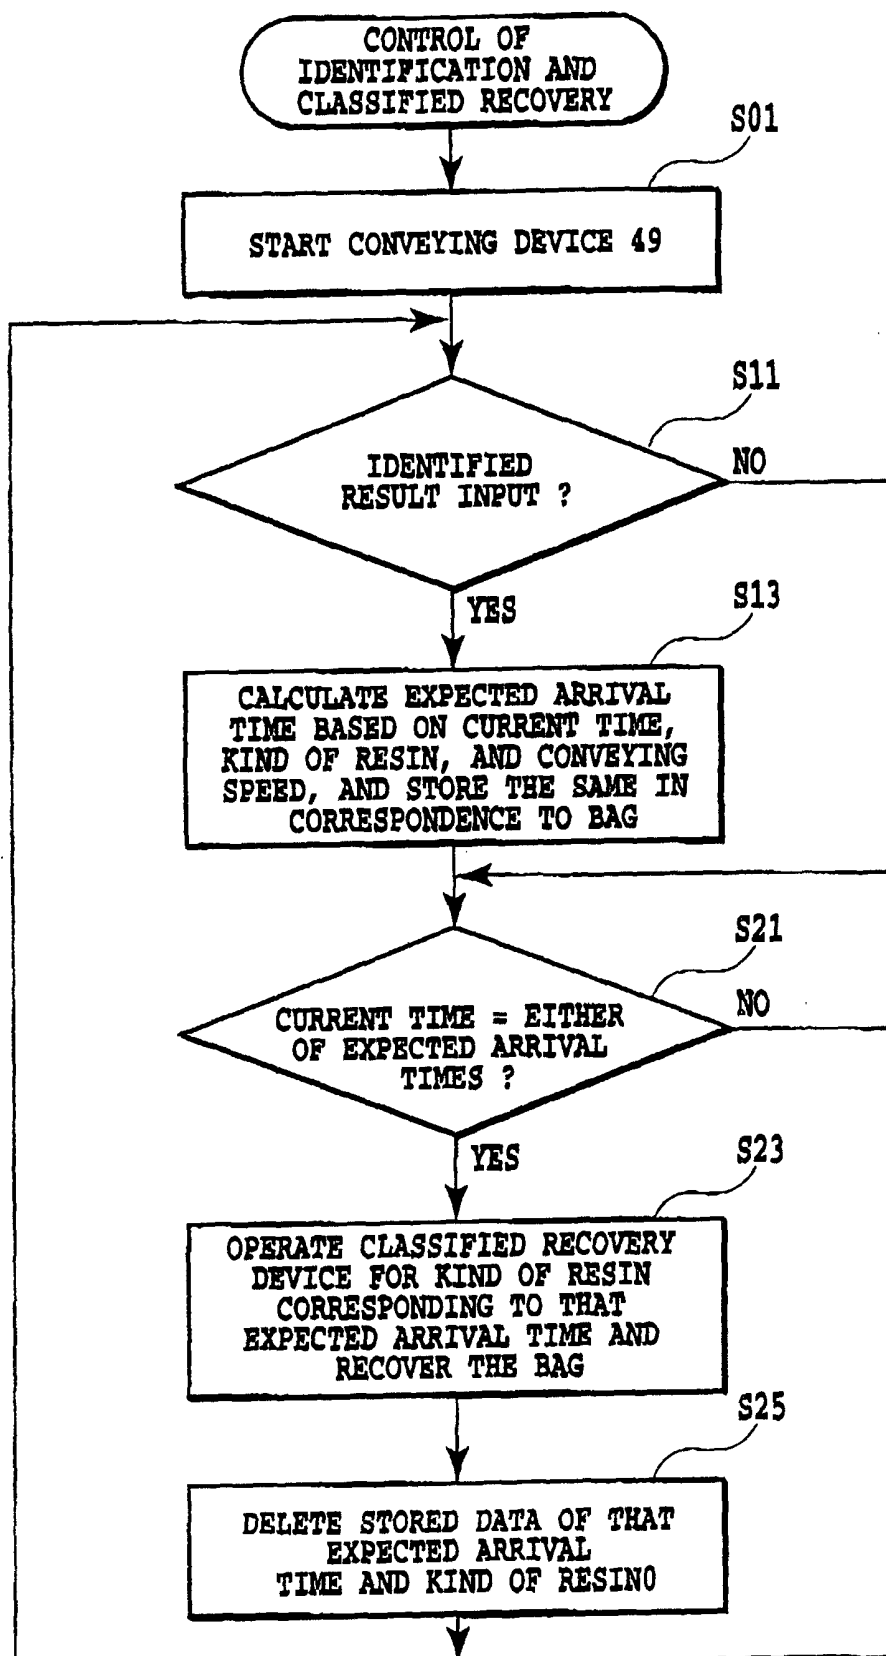 CONTROL OF
IDENTIFICATION AND
CLASSIFIED RECOVERY
S01
START CONVEYING DEVICE 49
S11
IDENTIFIED
RESULT INPUT ?
NO
YES
S13
CALCULATE EXPECTED ARRIVAL
TIME BASED ON CURRENT TIME,
KIND OF RESIN, AND CONVEYING
SPEED, AND STORE THE SAME IN
CORRESPONDENCE TO BAG
S21
CURRENT TIME = EITHER
OF EXPECTED ARRIVAL
TIMES ?
NO
YES
S23
OPERATE CLASSIFIED RECOVERY
DEVICE FOR KIND OF RESIN
CORRESPONDING TO THAT
EXPECTED ARRIVAL TIME AND
RECOVER THE BAG
S25
DELETE STORED DATA OF THAT
EXPECTED ARRIVAL
TIME AND KIND OF RESIN0